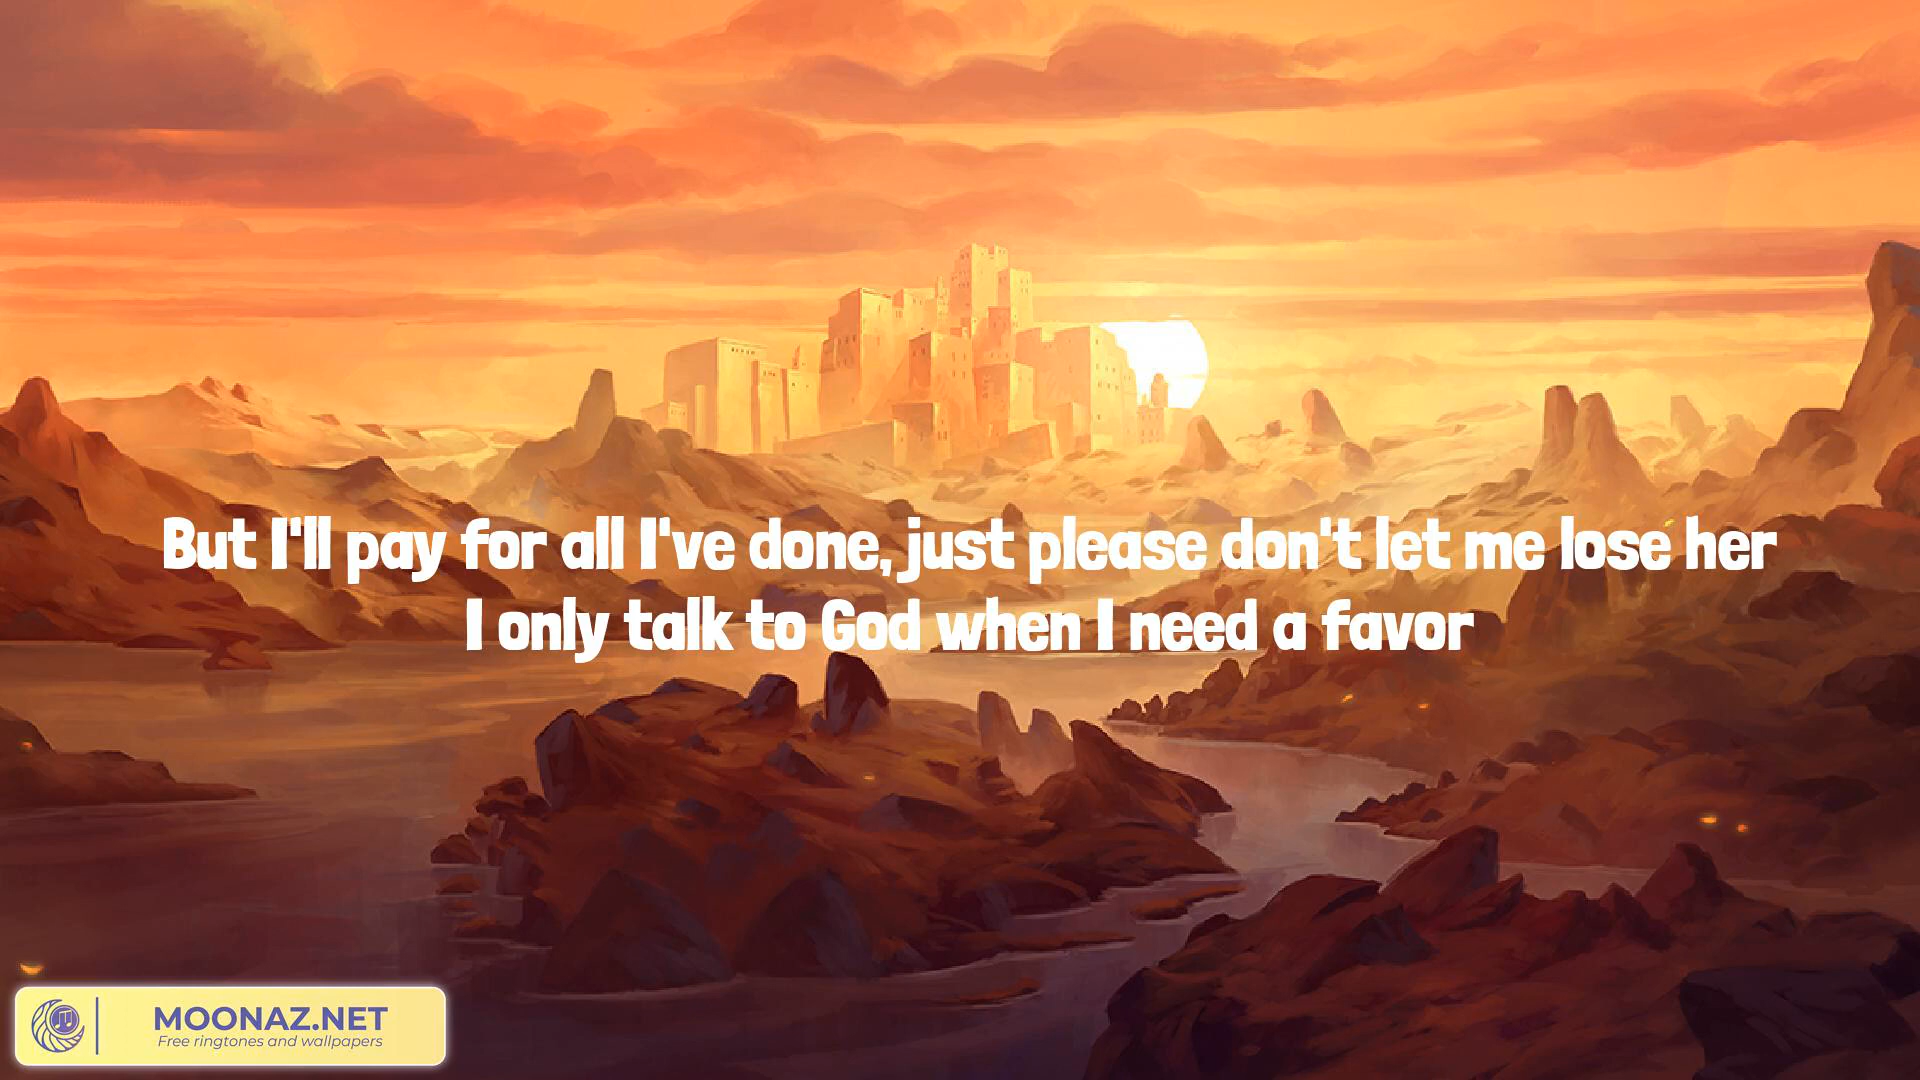 But I'll pay for all I've done, just please don't let me lose her
I only talk to God when I need a favor
MOONAZ.NET
Free ringtones and wallpapers